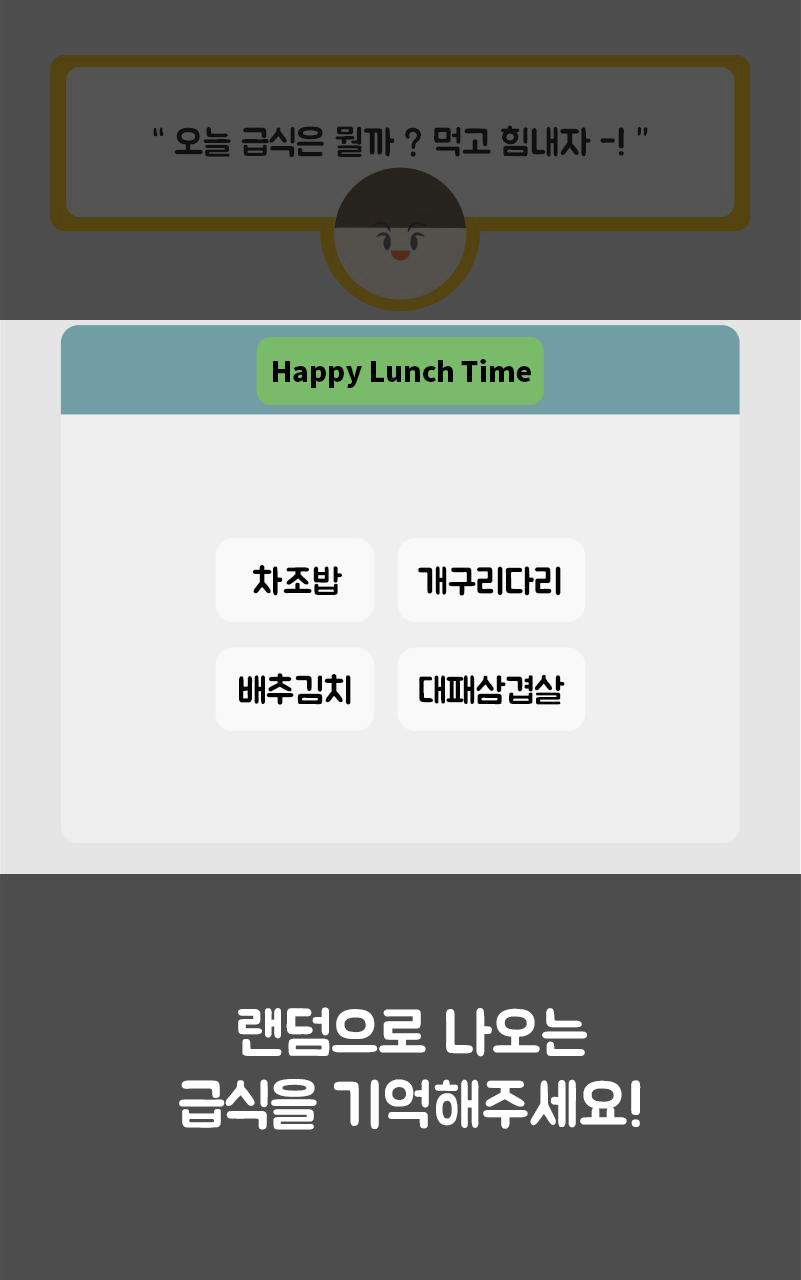 “ 오늘 급식은 뭘까 ? 먹고 힘내자 -! ”
Happy Lunch Time
차조밥 개구리다리
배추김치 대패삼겹살
랜덤으로 나오는
급식을 기억해주세요!